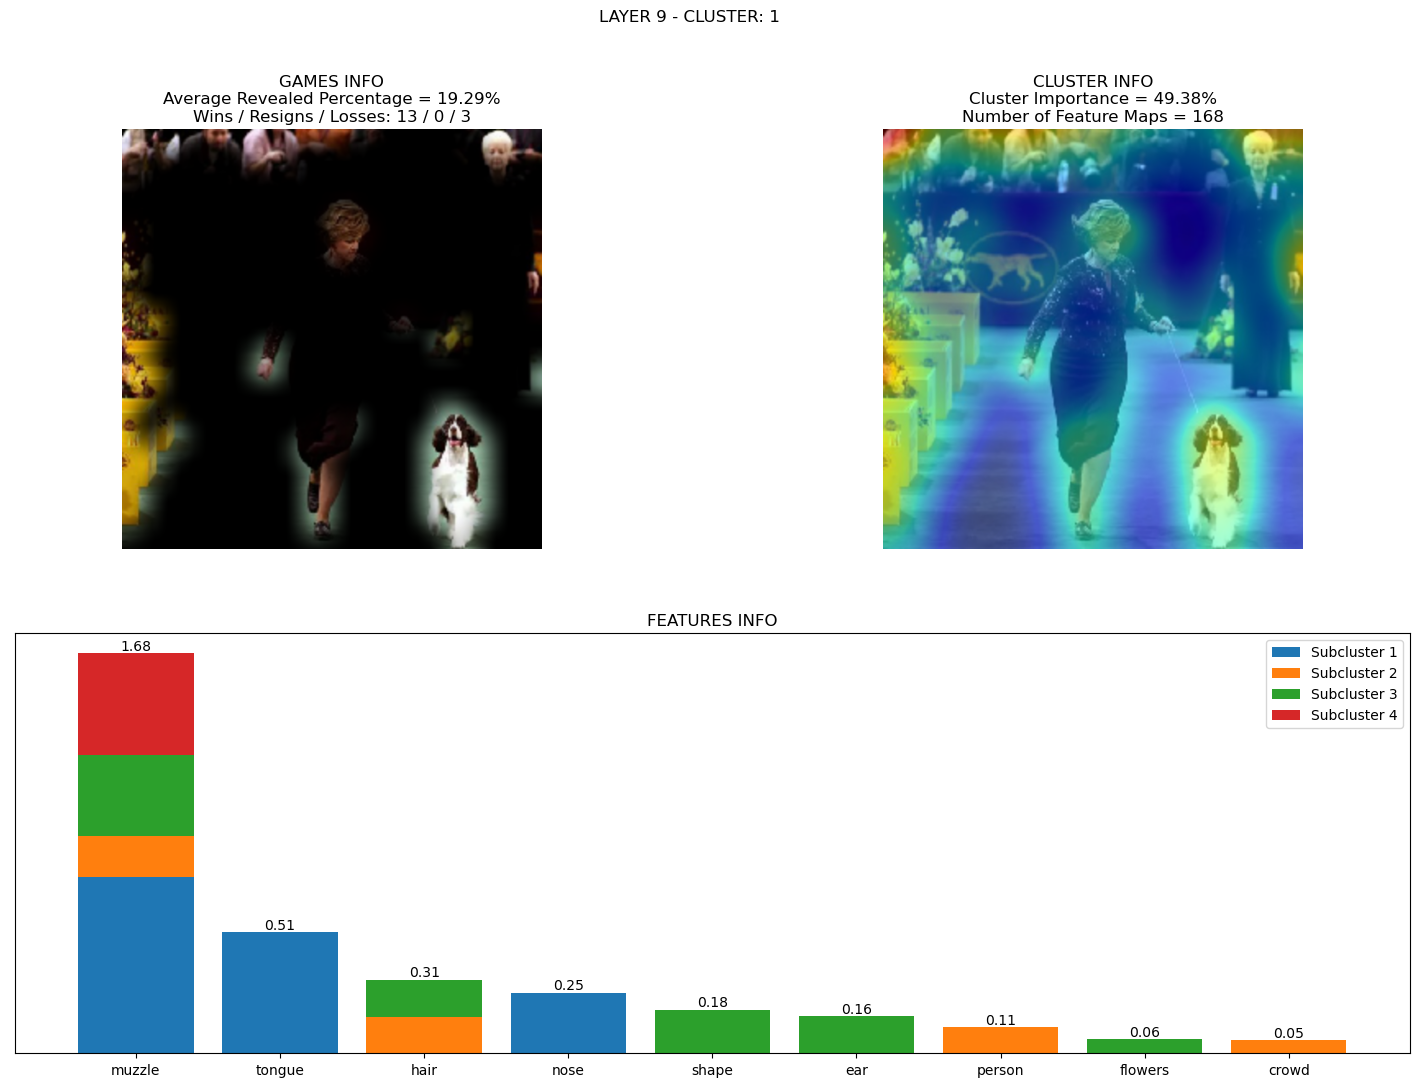 LAYER 9 - CLUSTER: 1
GAMES INFO
Average Revealed Percentage = 19.29%
Wins / Resigns / Losses: 13 / 0 / 3
CLUSTER INFO
Cluster Importance = 49.38%
Number of Feature Maps = 168
FEATURES INFO
1.68
0.51
0.31
0.25
0.18
0.16
0.11
0.06
0.05
Subcluster 1
Subcluster 2
Subcluster 3
Subcluster 4
muzzle
tongue
hair
nose
shape
ear
person
flowers
crowd